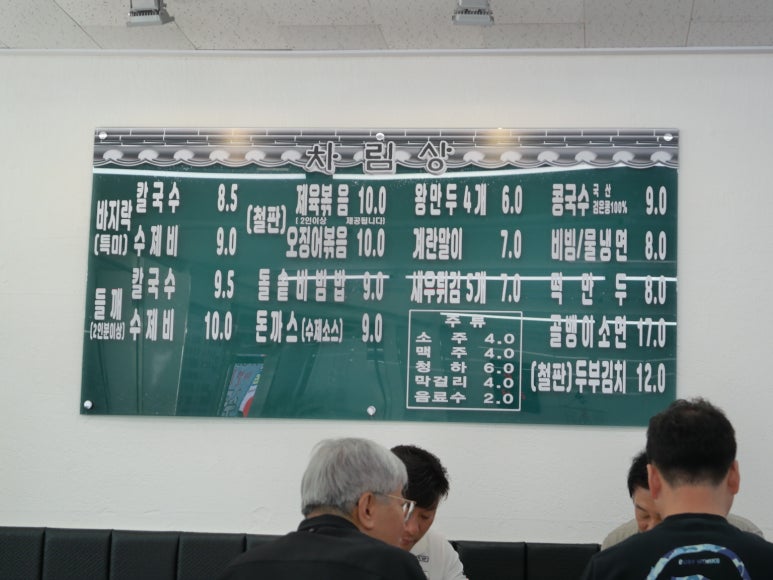 차림상
바지락 (특미)
칼국수 8.5
수제비 9.0
들깨 (2인분이상)
칼국수 9.5
수제비 10.0
(철판)
제육볶음 10.0
(2인이상 제공됩니다)
오징어볶음 10.0
돌솥비빔밥 9.0
돈까스(수제소스) 9.0
왕만두 4개 6.0
계란말이 7.0
새우튀김 5개 7.0
주류
소주 4.0
맥주 4.0
청하 6.0
막걸리 4.0
음료수 2.0
콩국수 국산 검은콩100% 9.0
비빔/물냉면 8.0
떡만두 8.0
골뱅이소면 17.0
(철판)두부김치 12.0